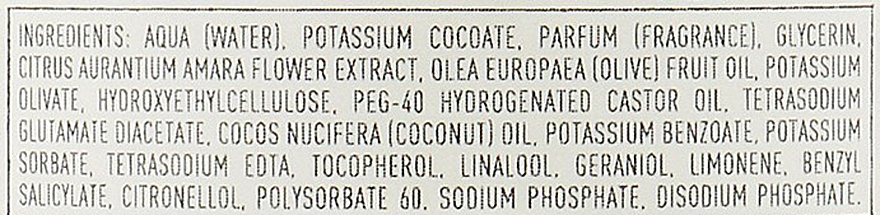 INGREDIENTS: AQUA (WATER), POTASSIUM COCOATE, PARFUM (FRAGRANCE), GLYCERIN,
CITRUS AURANTIUM AMARA FLOWER EXTRACT, OLEA EUROPAEA (OLIVE) FRUIT OIL, POTASSIUM
OLIVATE, HYDROXYETHYLCELLULOSE, PEG-40 HYDROGENATED CASTOR OIL, TETRASODIUM
GLUTAMATE DIACETATE, COCOS NUCIFERA (COCONUT) OIL, POTASSIUM BENZOATE, POTASSIUM
SORBATE, TETRASODIUM EDTA, TOCOPHEROL, LINALOOL, GERANIOL, LIMONENE, BENZYL
SALICYLATE, CITRONELLOL, POLYSORBATE 60, SODIUM PHOSPHATE, DISODIUM PHOSPHATE.